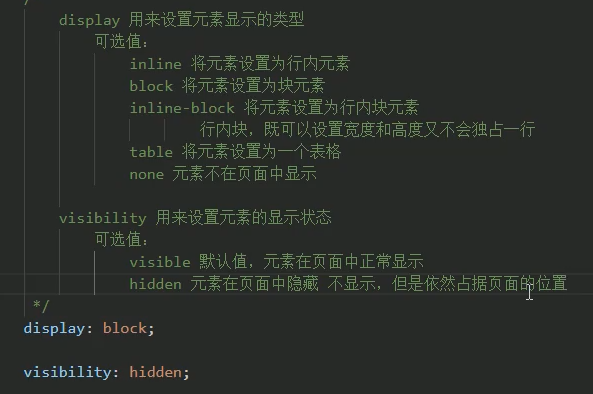 display 用来设置元素显示的类型
可选值：
inline 将元素设置为行内元素
block 将元素设置为块元素
inline-block 将元素设置为行内块元素
行内块，既可以设置宽度和高度又不会独占一行
table 将元素设置为一个表格
none 元素不在页面中显示
visibility 用来设置元素的显示状态
可选值：
visible 默认值，元素在页面中正常显示
hidden 元素在页面中隐藏 不显示，但是依然占据页面的位置
*/
display: block;
visibility: hidden;